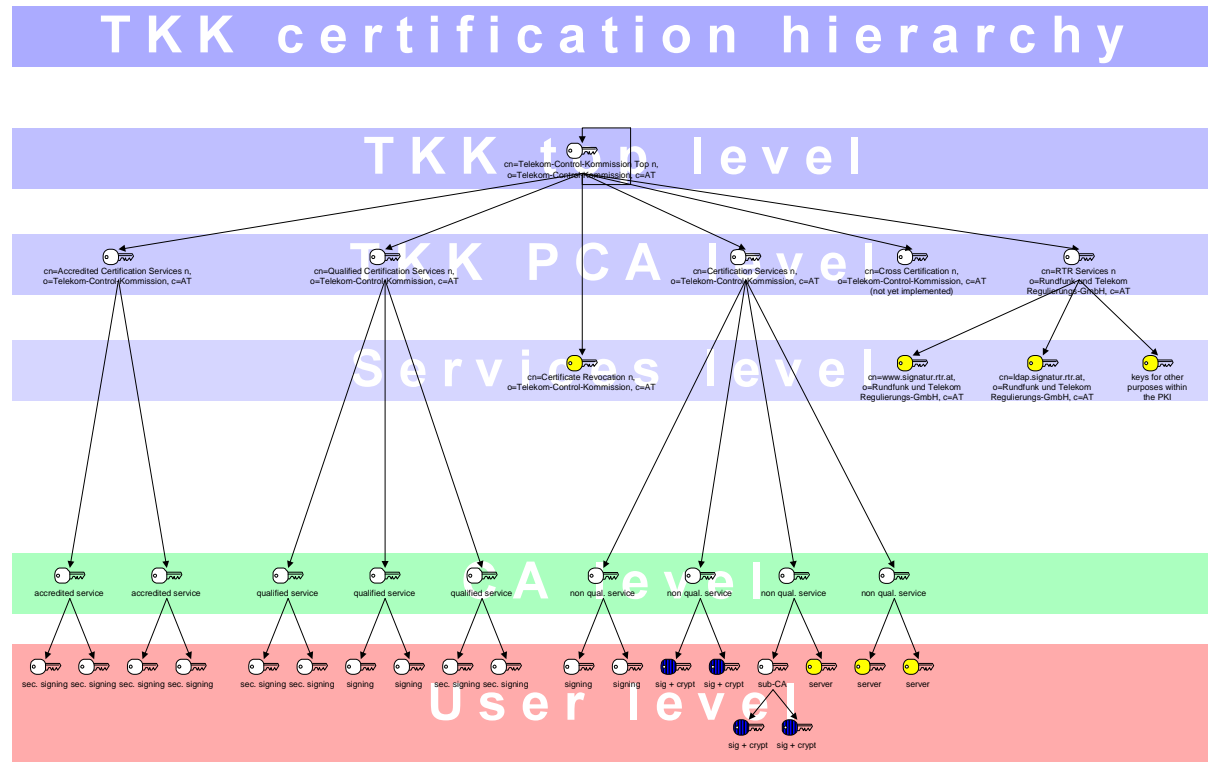 TKK certification hierarchy
TKK top level
cn=Telekom-Control-Kommission Top n,
o=Telekom-Control-Kommission, c=AT
TKK PCA level
cn=Accredited Certification Services n,
o=Telekom-Control-Kommission, c=AT
cn=Qualified Certification Services n,
o=Telekom-Control-Kommission, c=AT
cn=Certification Services n,
o=Telekom-Control-Kommission, c=AT
cn=Cross Certification n,
o=Telekom-Control-Kommission, c=AT
(not yet implemented)
cn=RTR Services n
o=Rundfunk und Telekom
Regulierungs-GmbH, c=AT
Services level
cn=Certificate Revocation n,
o=Telekom-Control-Kommission, c=AT
cn=www.signatur.rtr.at,
o=Rundfunk und Telekom
Regulierungs-GmbH, c=AT
cn=ldap.signatur.rtr.at,
o=Rundfunk und Telekom
Regulierungs-GmbH, c=AT
keys for other
purposes within
the PKI
CA level
accredited service
accredited service
qualified service
qualified service
qualified service
non qual. service
non qual. service
non qual. service
non qual. service
User level
sec. signing
sec. signing
sec. signing
sec. signing
sec. signing
sec. signing
signing
signing
sec. signing
sec. signing
signing
signing
sig + crypt
sig + crypt
sub-CA
server
server
server
sig + crypt
sig + crypt